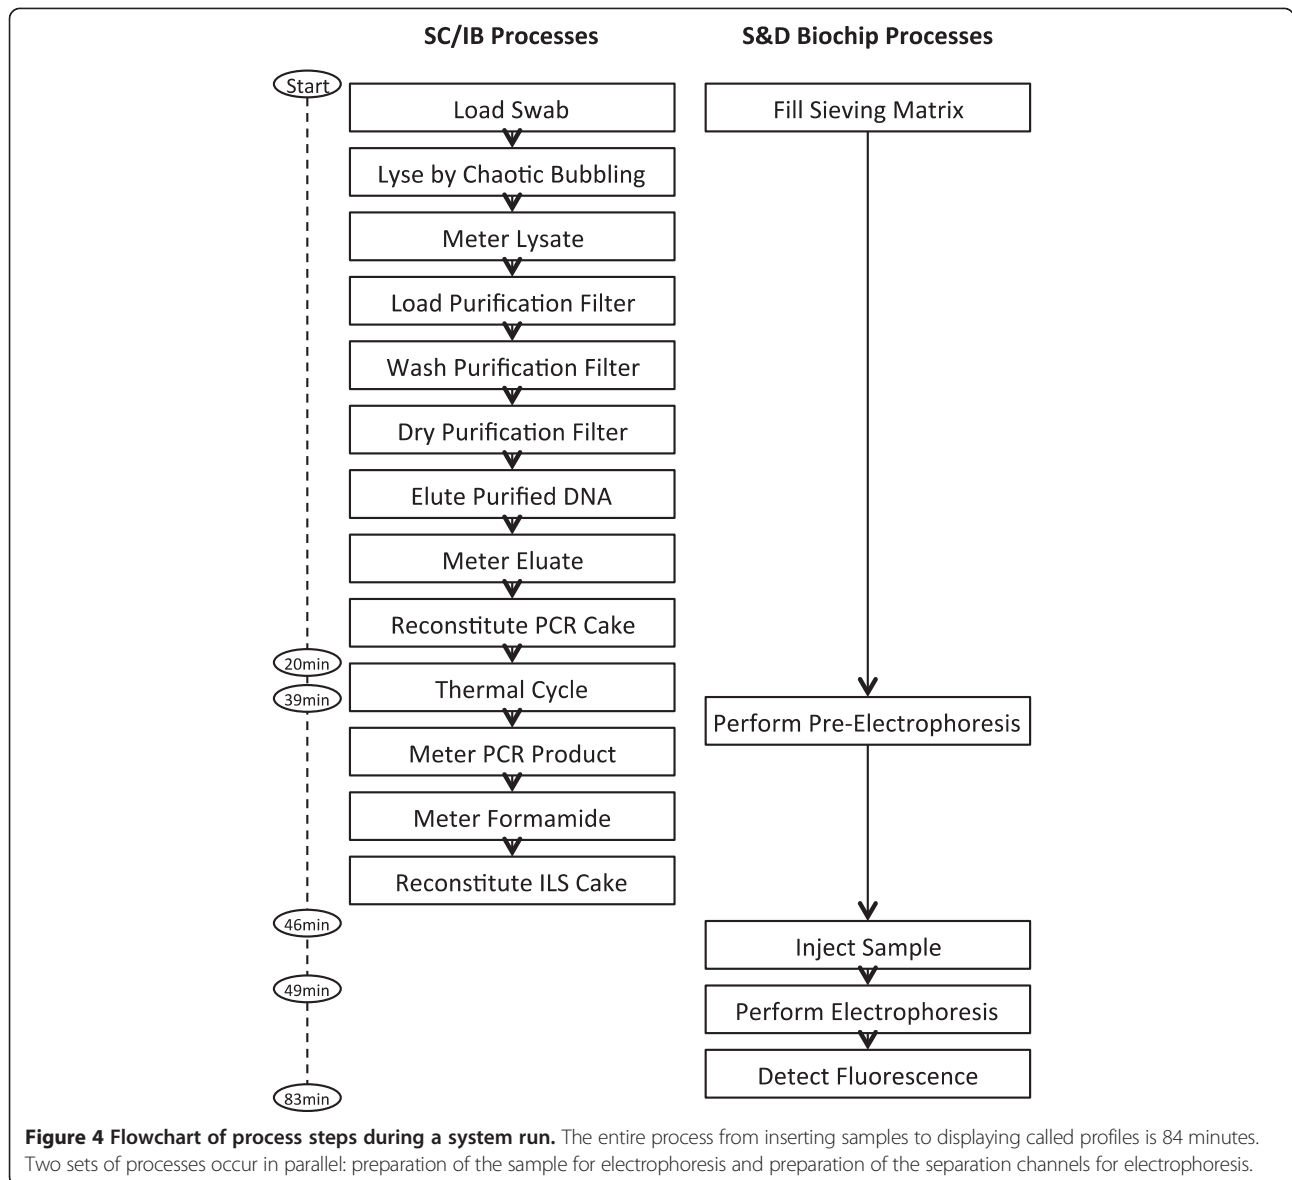 SC/IB Processes
S&D Biochip Processes
Start
Load Swab
Fill Sieving Matrix
Lyse by Chaotic Bubbling
Meter Lysate
Load Purification Filter
Wash Purification Filter
Dry Purification Filter
Elute Purified DNA
Meter Eluate
Reconstitute PCR Cake
20min
Thermal Cycle
39min
Perform Pre-Electrophoresis
Meter PCR Product
Meter Formamide
Reconstitute ILS Cake
46min
Inject Sample
49min
Perform Electrophoresis
Detect Fluorescence
83min
Figure 4 Flowchart of process steps during a system run. The entire process from inserting samples to displaying called profiles is 84 minutes.
Two sets of processes occur in parallel: preparation of the sample for electrophoresis and preparation of the separation channels for electrophoresis.